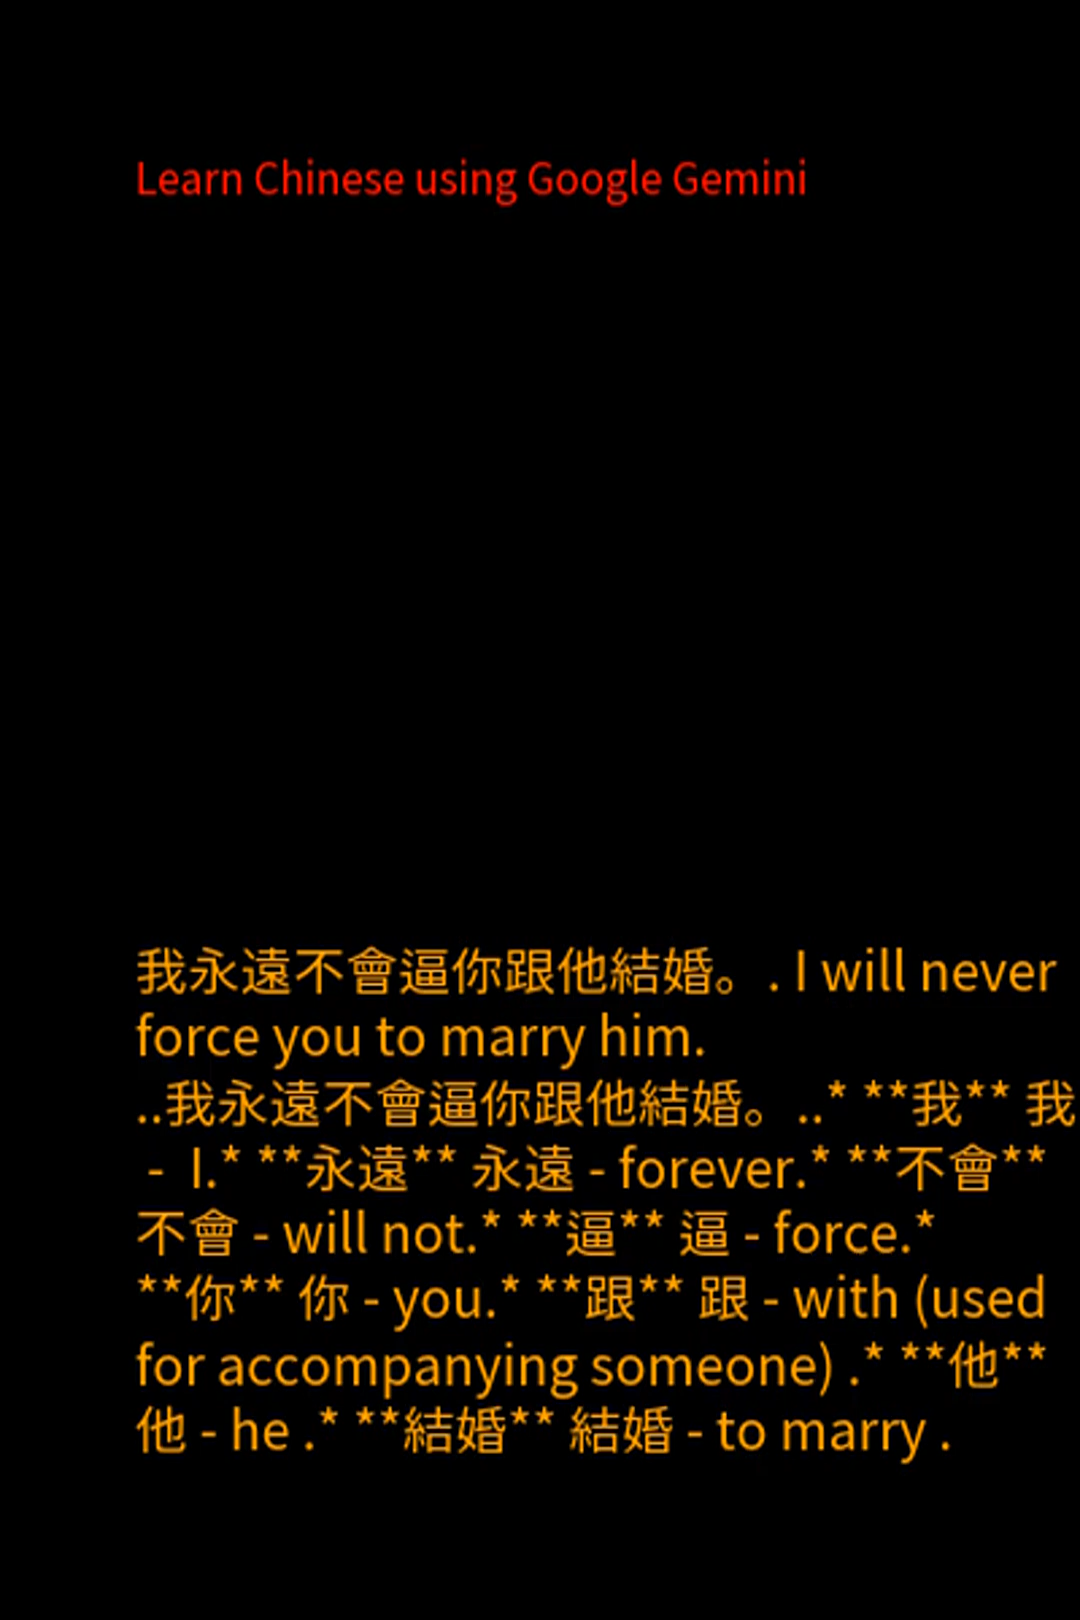 Learn Chinese using Google Gemini
我永遠不會逼你跟他結婚。. I will never
force you to marry him.
..我永遠不會逼你跟他結婚。..* **我** 我
- I.* **永遠** 永遠 - forever.* **不會**
不會 - will not.* **逼** 逼 - force.*
**你** 你 - you.* **跟** 跟 - with (used
for accompanying someone) .* **他**
他 - he .* **結婚** 結婚 - to marry .